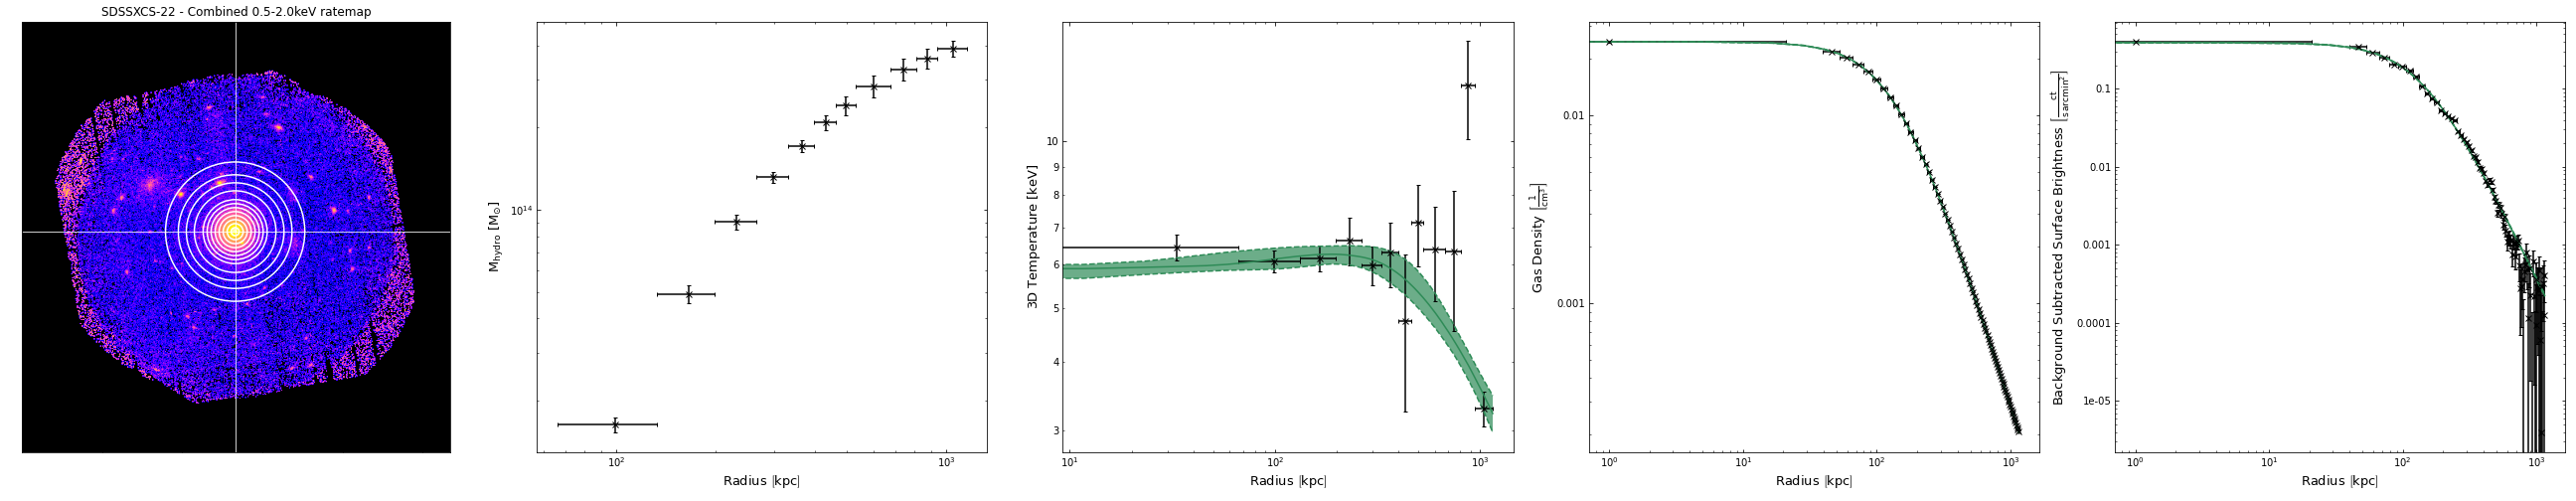 SDSSXCS-22 - Combined 0.5-2.0keV ratemap
M_hydro [M_⊙]
10^14
10^2
10^3
Radius [kpc]
3D Temperature [keV]
10
9
8
7
6
5
4
3
10^1
10^2
10^3
Radius [kpc]
Gas Density [1/cm^3]
0.01
0.001
10^0
10^1
10^2
10^3
Radius [kpc]
Background Subtracted Surface Brightness [ct/s arcmin^2]
0.1
0.01
0.001
0.0001
1e-05
10^0
10^1
10^2
10^3
Radius [kpc]